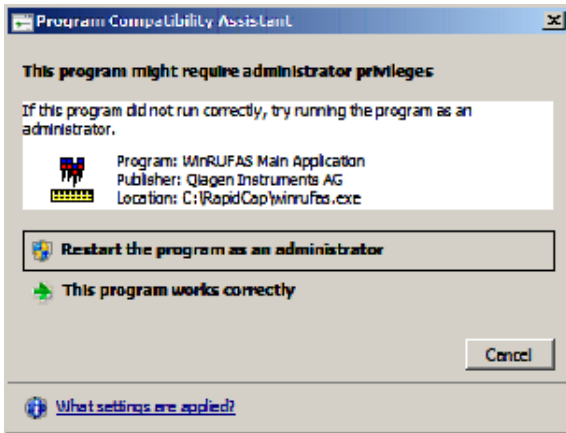 Program Compatibility Assistant
This program might require administrator privileges
If this program did not run correctly, try running the program as an
administrator.
Program: WinRUFAS Main Application
Publisher: Qiagen Instruments AG
Location: C:\RapidCap\winrufas.exe
Restart the program as an administrator
This program works correctly
Cancel
What settings are applied?